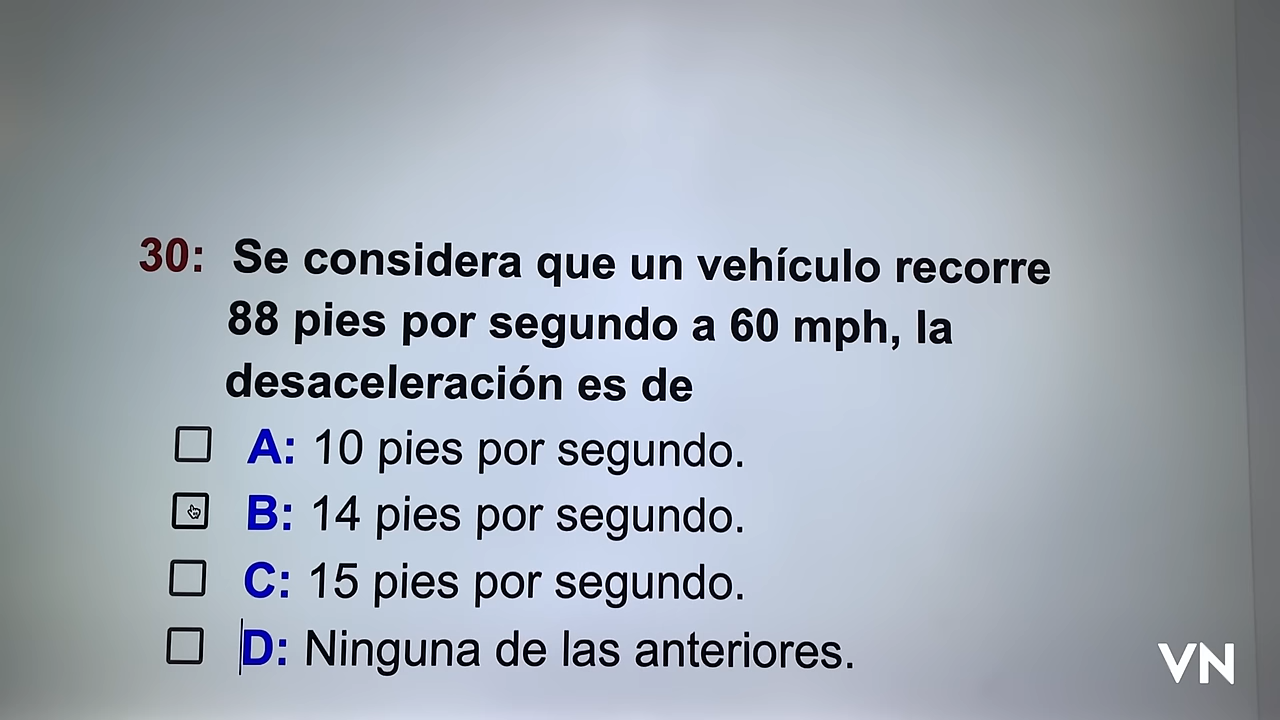 30: Se considera que un vehículo recorre
88 pies por segundo a 60 mph, la
desaceleración es de
A: 10 pies por segundo.
B: 14 pies por segundo.
C: 15 pies por segundo.
D: Ninguna de las anteriores.
VN